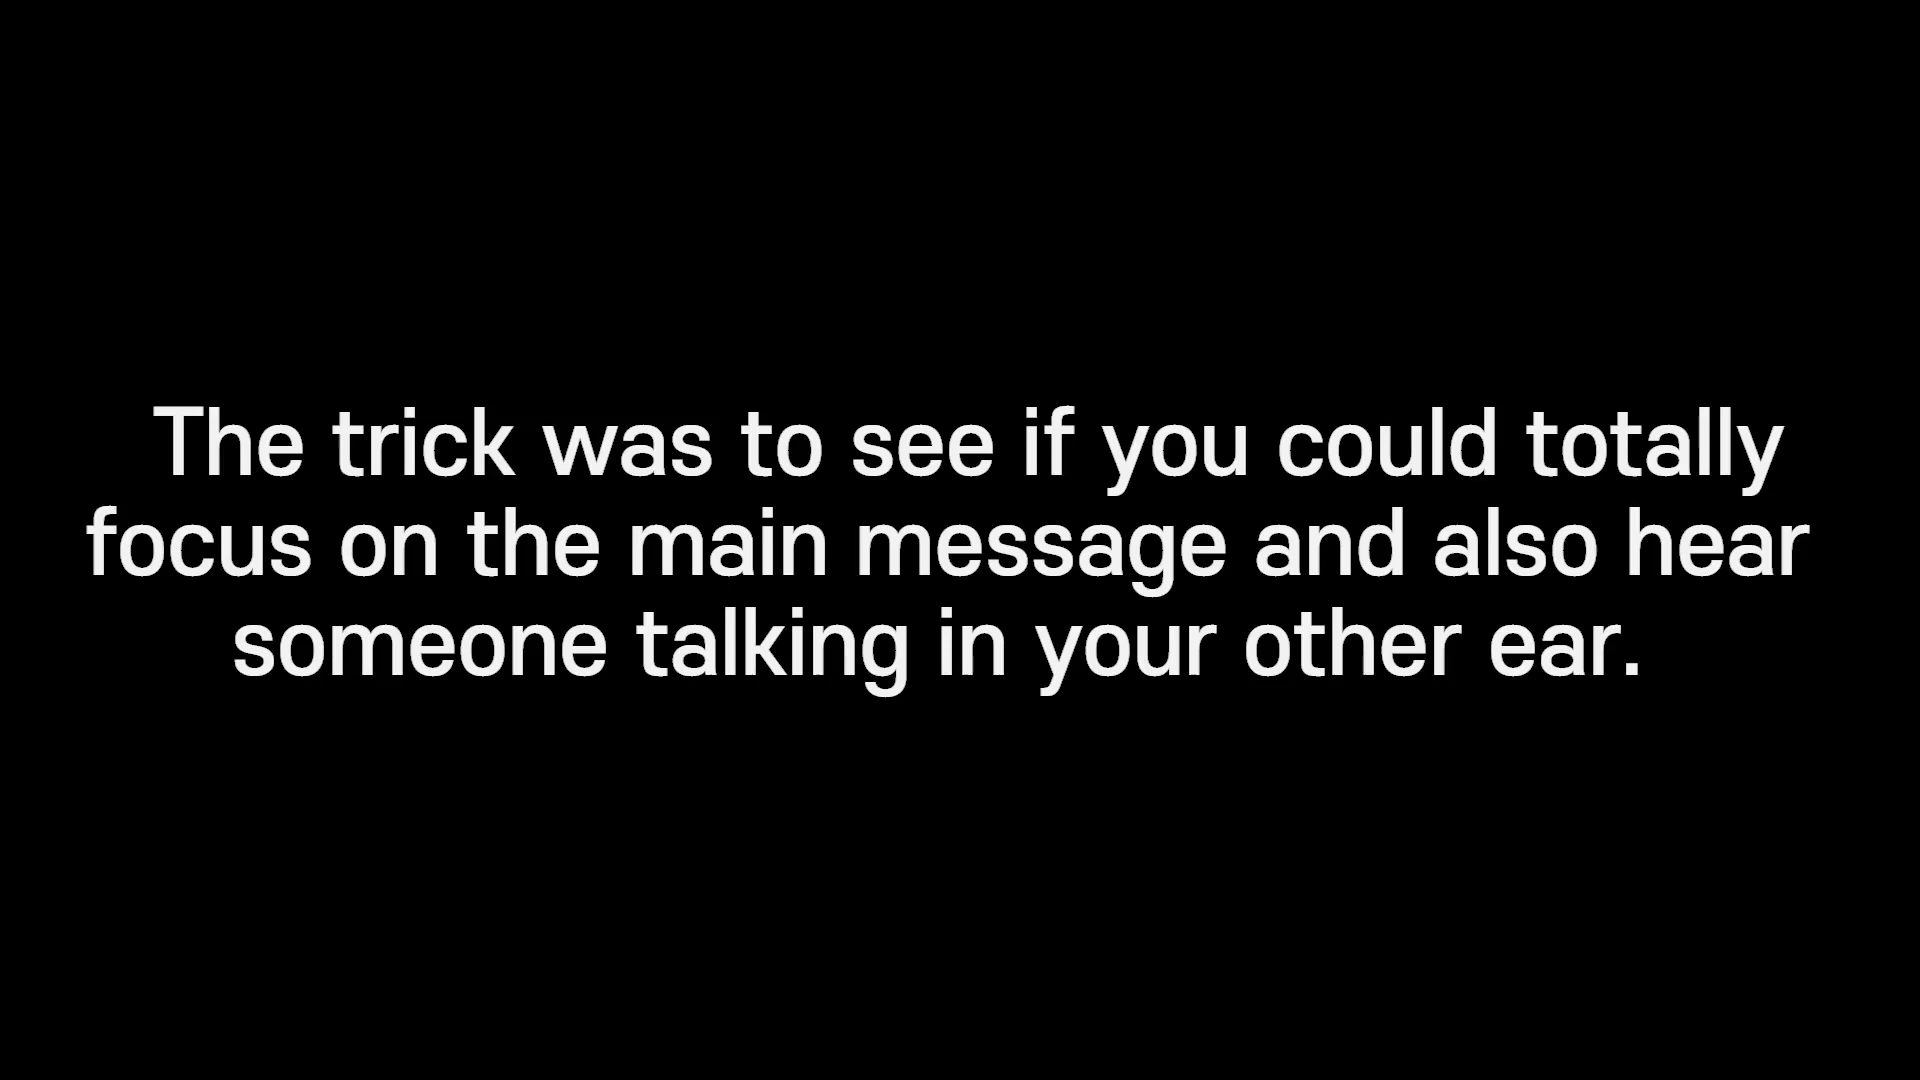 The trick was to see if you could totally
focus on the main message and also hear
someone talking in your other ear.